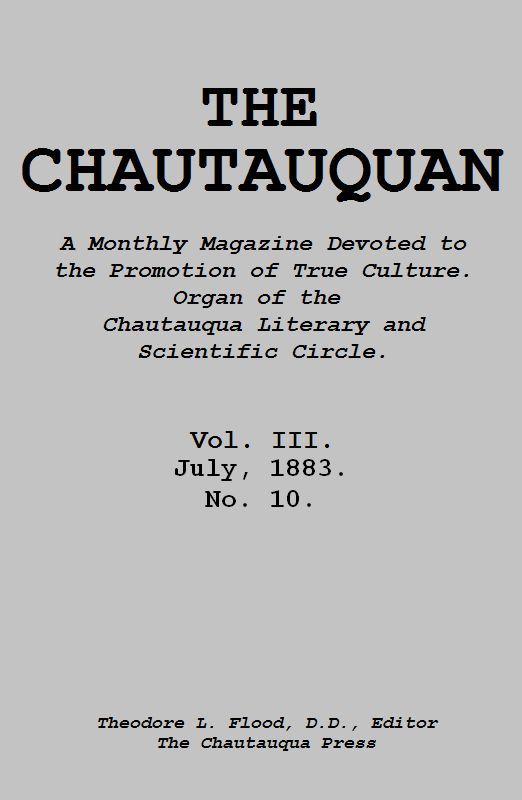 THE
CHAUTAUQUAN
A Monthly Magazine Devoted to
the Promotion of True Culture.
Organ of the
Chautauqua Literary and
Scientific Circle.
Vol. III.
July, 1883.
No. 10.
Theodore L. Flood, D.D., Editor
The Chautauqua Press